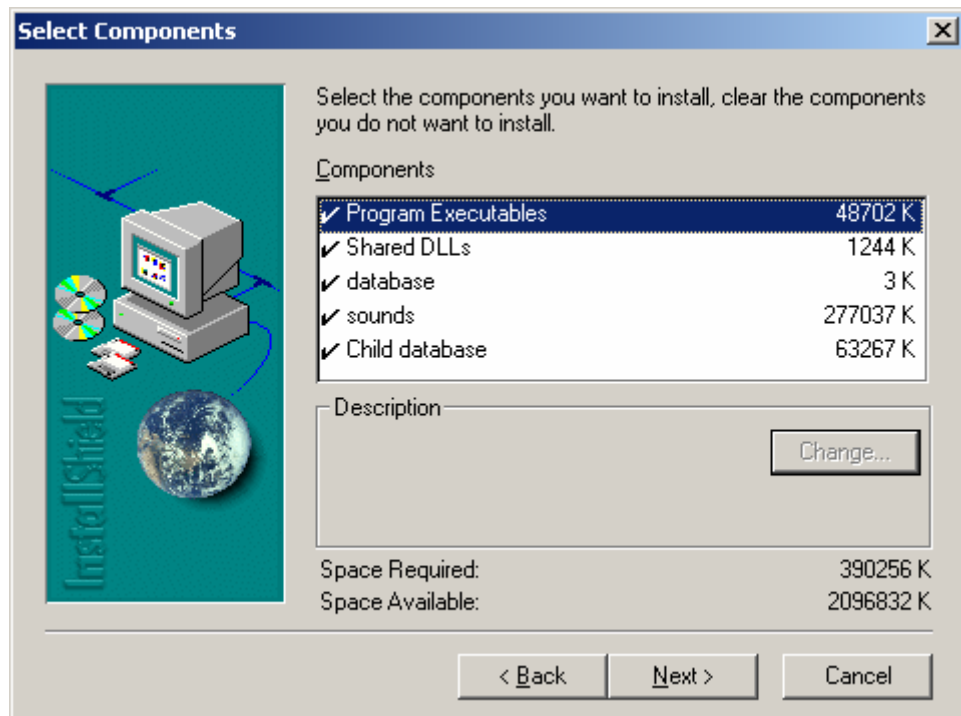 Select Components
Select the components you want to install, clear the components
you do not want to install.
Components
Program Executables 48702 K
Shared DLLs 1244 K
database 3 K
sounds 277037 K
Child database 63267 K
Description
Change...
InstallShield
Space Required: 390256 K
Space Available: 2096832 K
< Back Next > Cancel